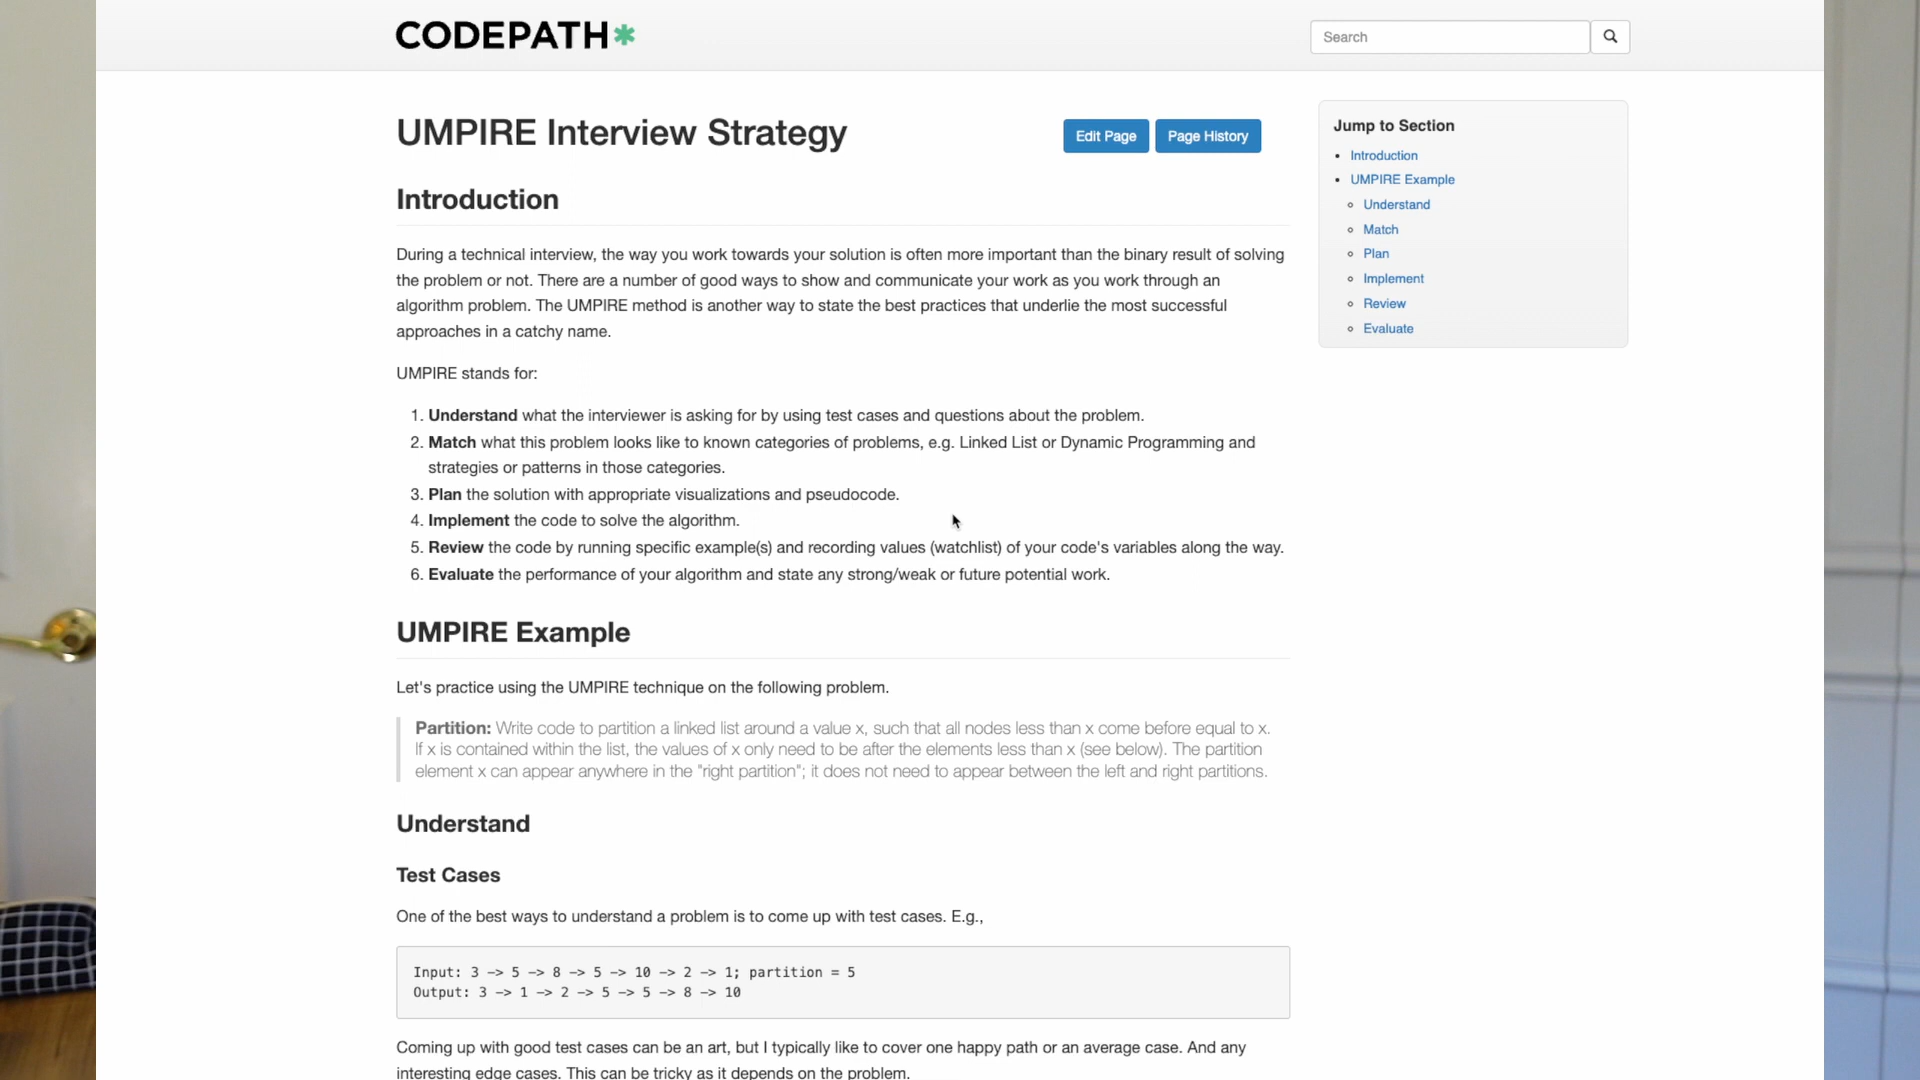 CODEPATH*
Search
UMPIRE Interview Strategy
Edit Page
Page History
Jump to Section
Introduction
UMPIRE Example
Understand
Match
Plan
Implement
Review
Evaluate
Introduction
During a technical interview, the way you work towards your solution is often more important than the binary result of solving
the problem or not. There are a number of good ways to show and communicate your work as you work through an
algorithm problem. The UMPIRE method is another way to state the best practices that underlie the most successful
approaches in a catchy name.
UMPIRE stands for:
1. Understand what the interviewer is asking for by using test cases and questions about the problem.
2. Match what this problem looks like to known categories of problems, e.g. Linked List or Dynamic Programming and
strategies or patterns in those categories.
3. Plan the solution with appropriate visualizations and pseudocode.
4. Implement the code to solve the algorithm.
5. Review the code by running specific example(s) and recording values (watchlist) of your code's variables along the way.
6. Evaluate the performance of your algorithm and state any strong/weak or future potential work.
UMPIRE Example
Let's practice using the UMPIRE technique on the following problem.
Partition: Write code to partition a linked list around a value x, such that all nodes less than x come before equal to x.
If x is contained within the list, the values of x only need to be after the elements less than x (see below). The partition
element x can appear anywhere in the "right partition"; it does not need to appear between the left and right partitions.
Understand
Test Cases
One of the best ways to understand a problem is to come up with test cases. E.g.,
Input: 3 -> 5 -> 8 -> 5 -> 10 -> 2 -> 1; partition = 5
Output: 3 -> 1 -> 2 -> 5 -> 5 -> 8 -> 10
Coming up with good test cases can be an art, but I typically like to cover one happy path or an average case. And any
interesting edge cases. This can be tricky as it depends on the problem.